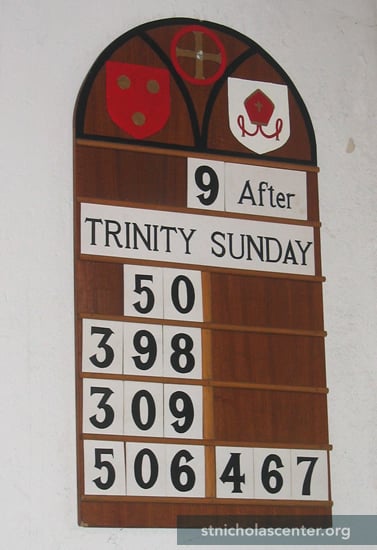 9 After
TRINITY SUNDAY
50
398
309
506 467
stnicholascenter.org